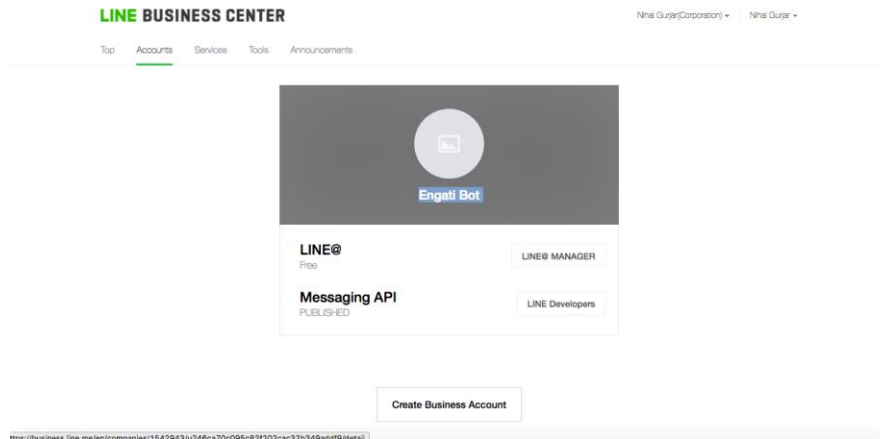 LINE BUSINESS CENTER
Nihal Gurjar(Corporation)
Nihal Gurjar
Top Accounts Services Tools Announcements
Engati Bot
LINE@
Free
LINE@ MANAGER
Messaging API
PUBLISHED
LINE Developers
Create Business Account